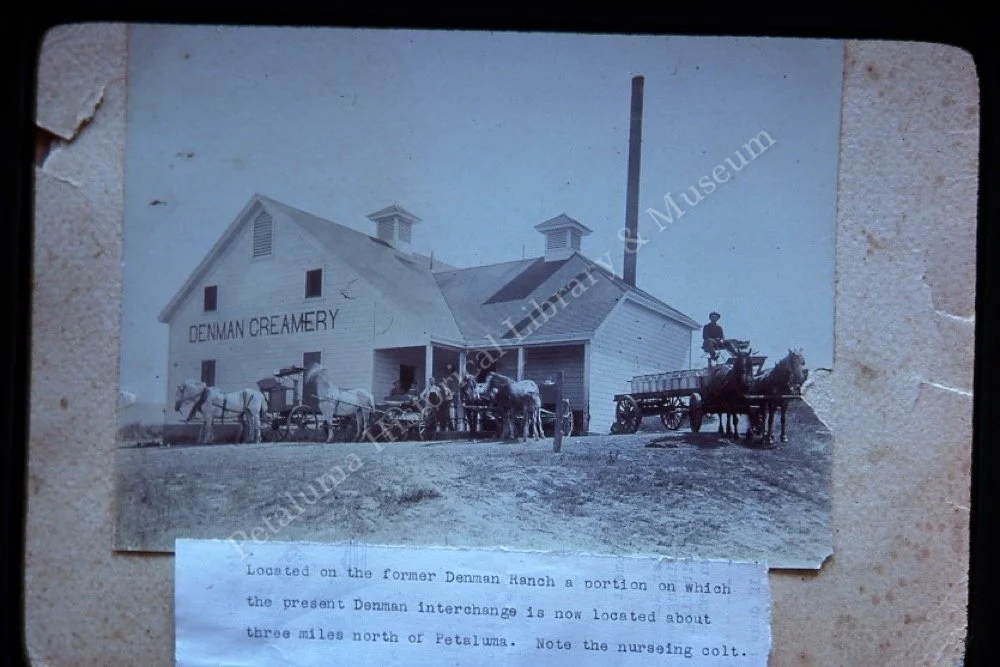 DENMAN CREAMERY
Petaluma Historical Library & Museum
Located on the former Denman Ranch a portion on which
the present Denman interchange is now located about
three miles north of Petaluma. Note the nurseing colt.